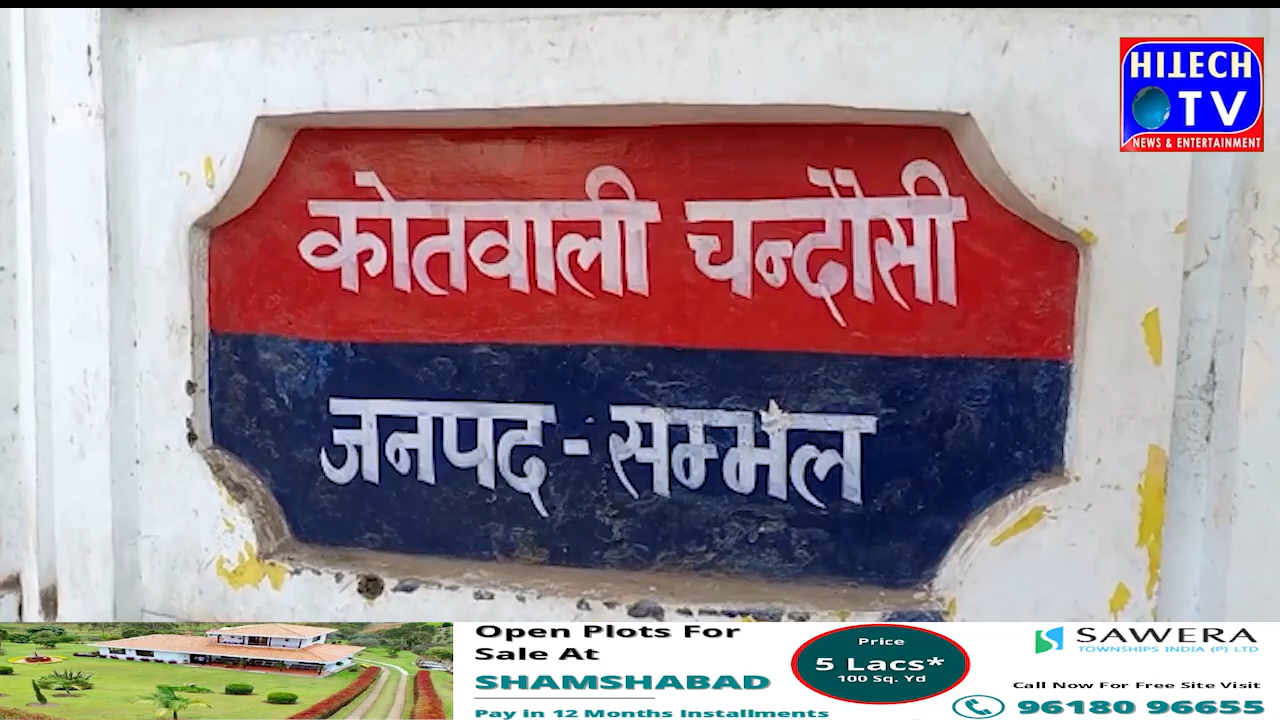 HITECH
TV
NEWS & ENTERTAINMENT
कोतवाली चन्दौसी
जनपद - सम्भल
Open Plots For
Sale At
SHAMSHABAD
Pay in 12 Months Installments
Price
5 Lacs*
100 Sq. Yd
SAWERA
TOWNSHIPS INDIA (P) LTD
Call Now For Free Site Visit
96180 96655